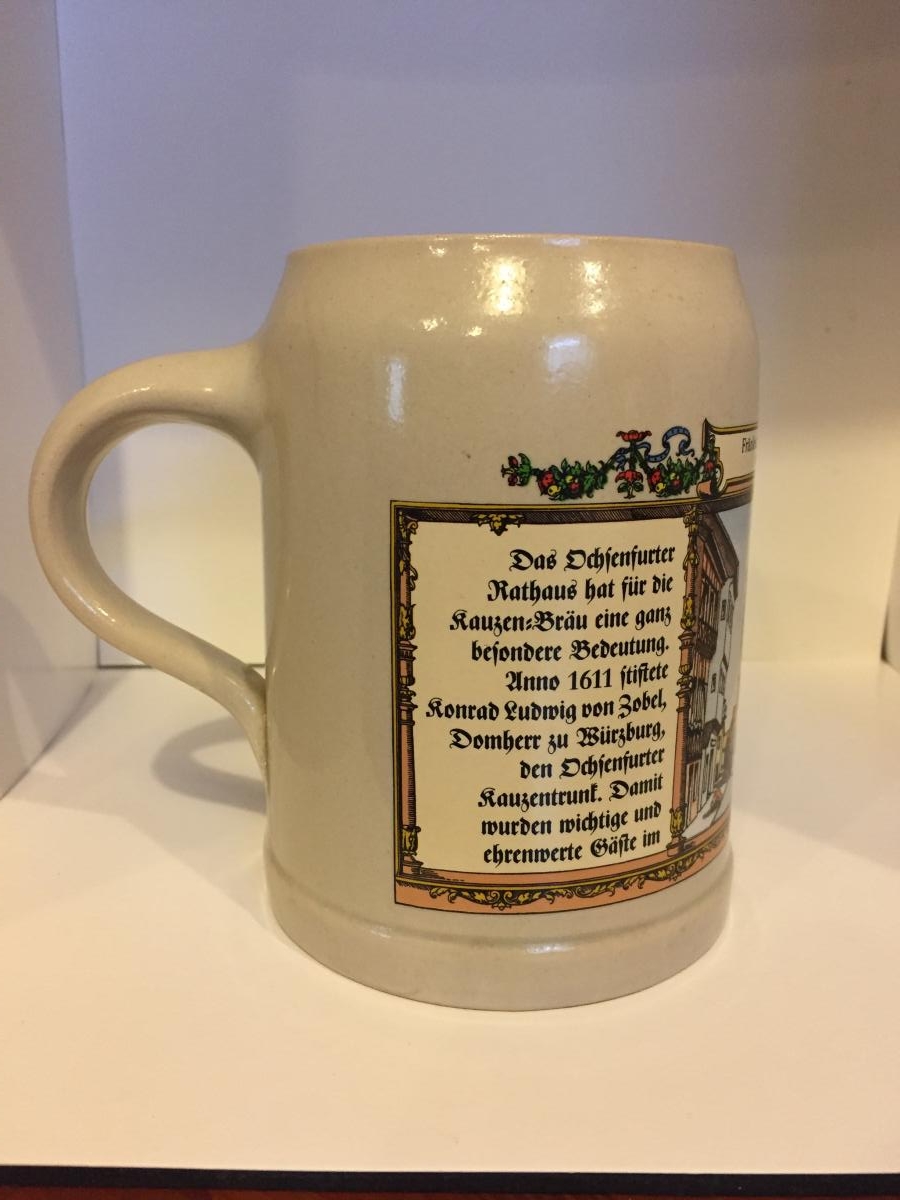 Das Ochsenfurter
Rathaus hat für die
Kauzen-Bräu eine ganz
besondere Bedeutung.
Anno 1611 stiftete
Konrad Ludwig von Zobel,
Domherr zu Würzburg,
den Ochsenfurter
Kauzentrunk. Damit
wurden wichtige und
ehrenwerte Gäste im